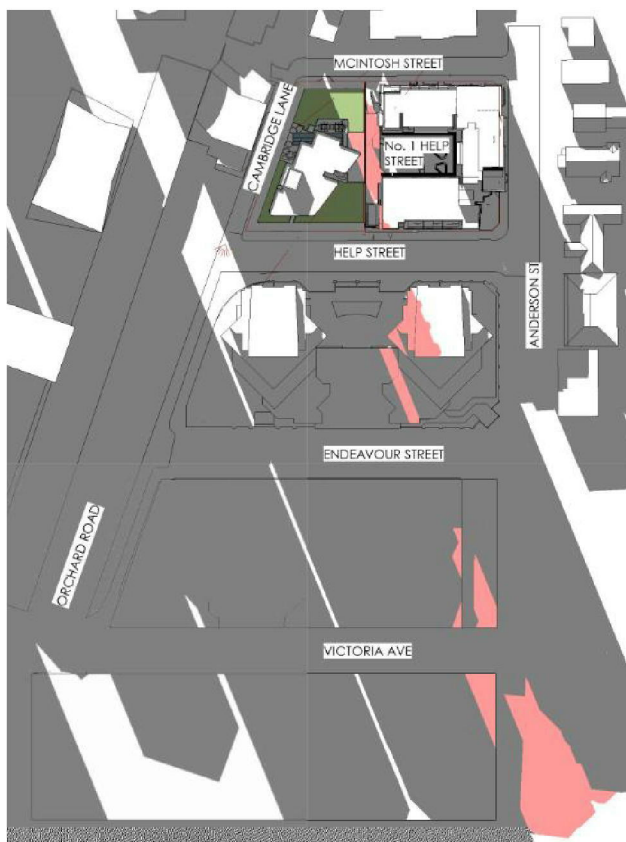 MCINTOSH STREET
CAMBRIDGE LANE
No. 1 HELP
STREET
HELP STREET
ANDERSON ST
ENDEAVOUR STREET
ORCHARD ROAD
VICTORIA AVE